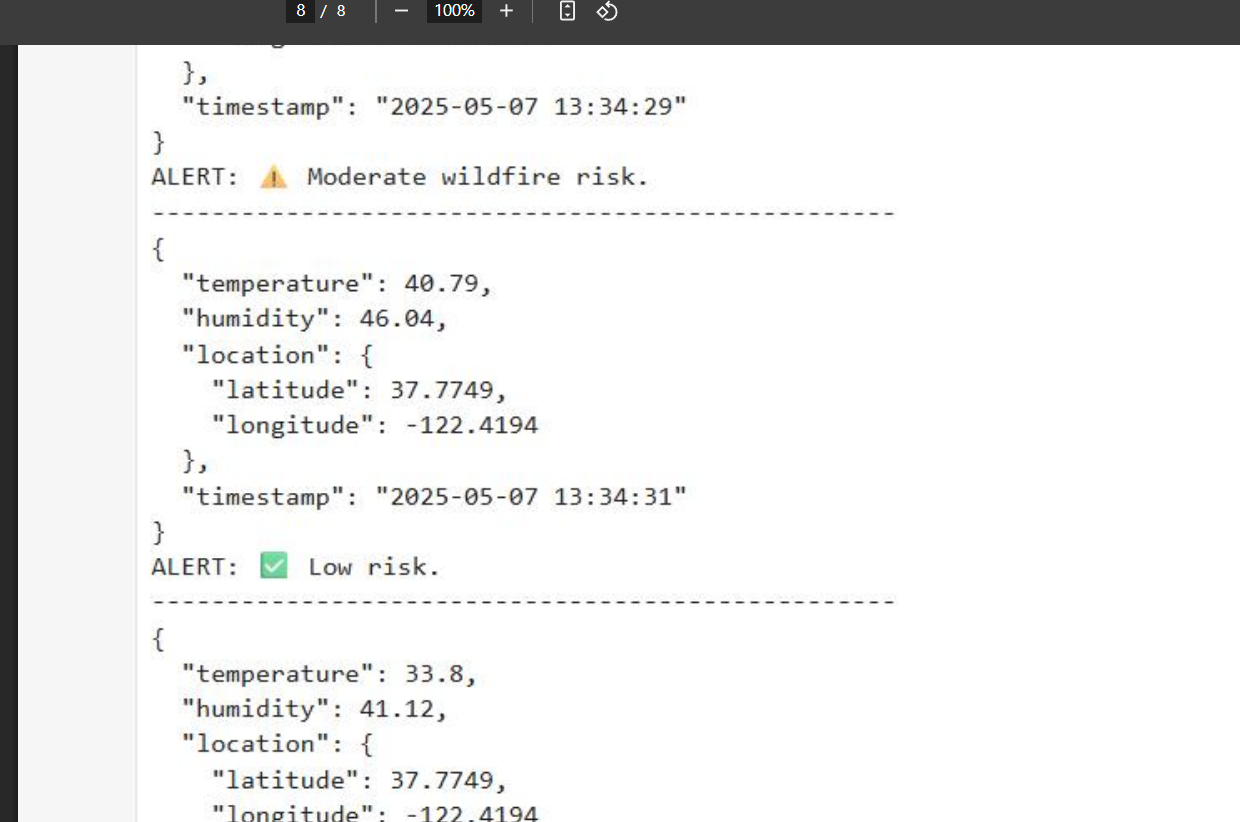 8 / 8 — 100% +
},
"timestamp": "2025-05-07 13:34:29"
}
ALERT: ⚠️ Moderate wildfire risk.
--------------------------------------------------
{
"temperature": 40.79,
"humidity": 46.04,
"location": {
"latitude": 37.7749,
"longitude": -122.4194
},
"timestamp": "2025-05-07 13:34:31"
}
ALERT: ✅ Low risk.
--------------------------------------------------
{
"temperature": 33.8,
"humidity": 41.12,
"location": {
"latitude": 37.7749,
"longitude": -122.4194